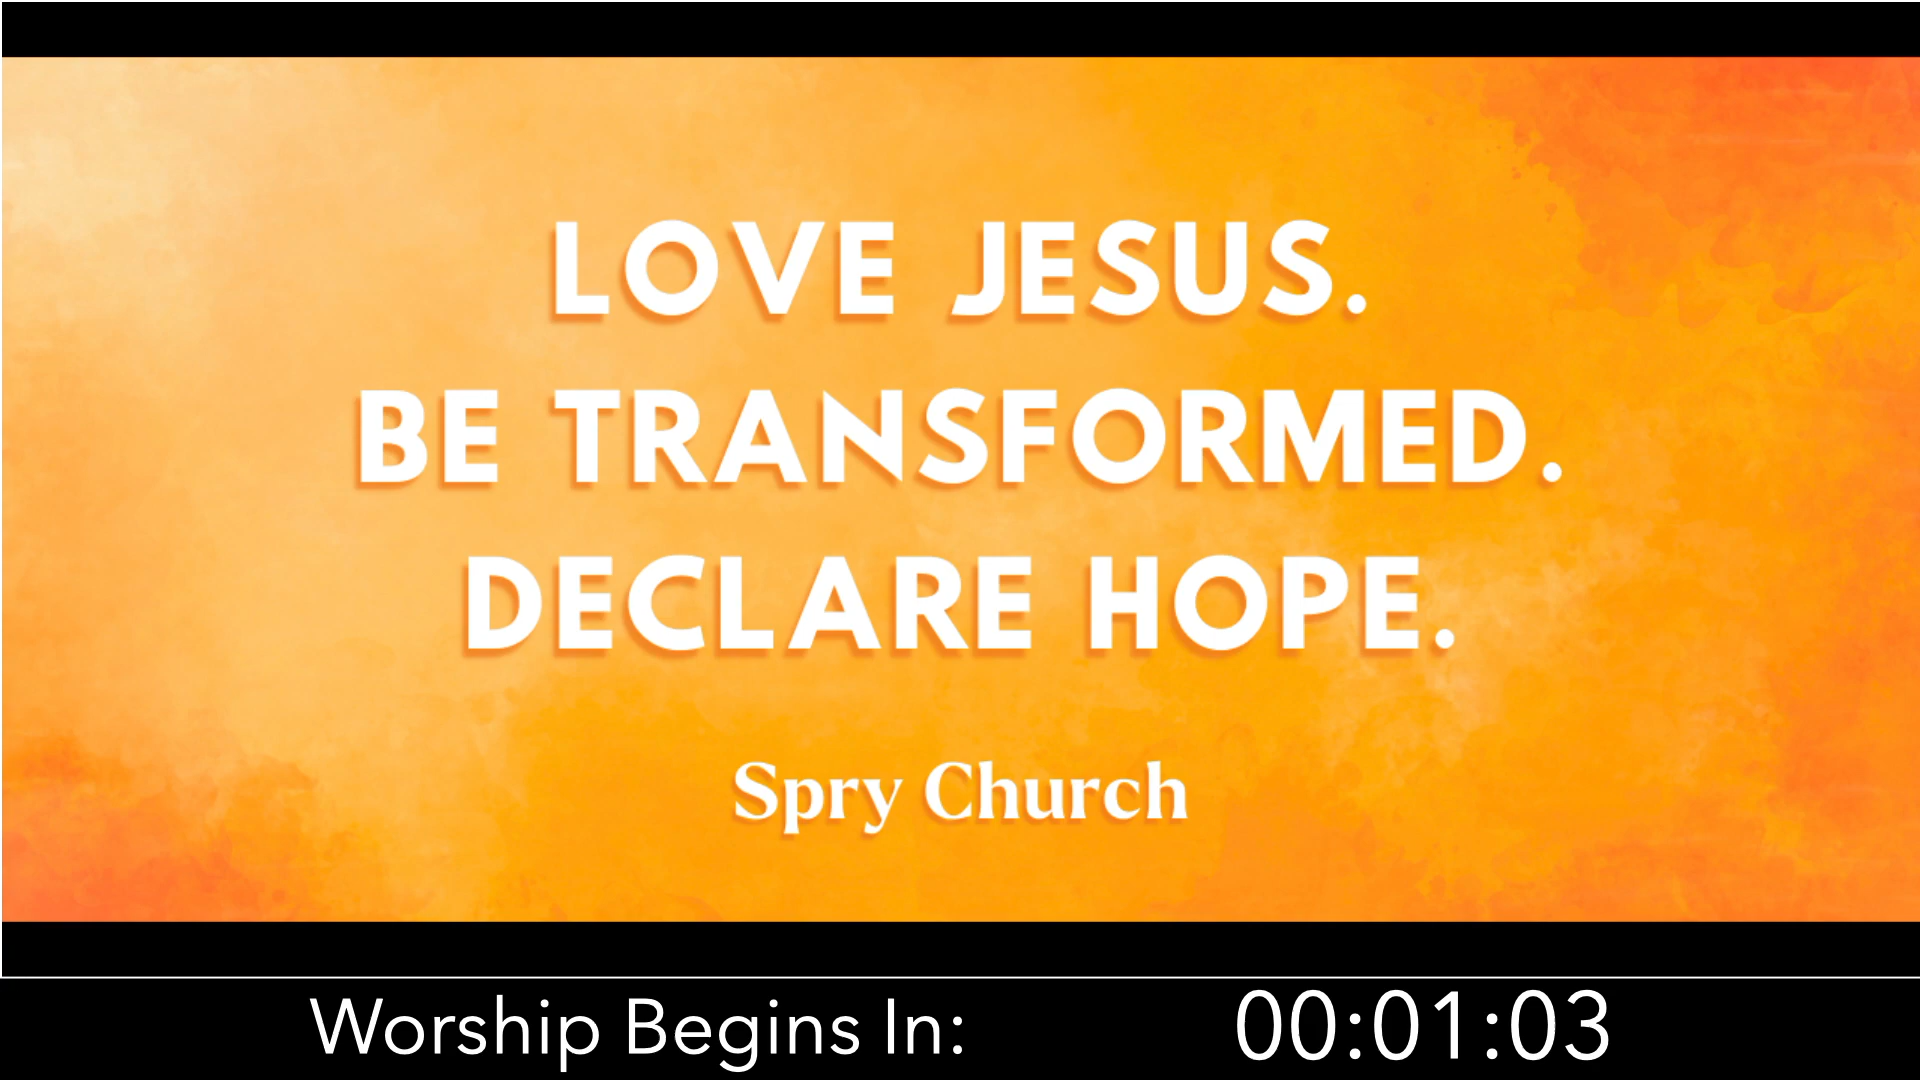 LOVE JESUS.
BE TRANSFORMED.
DECLARE HOPE.
Spry Church
Worship Begins In: 00:01:03